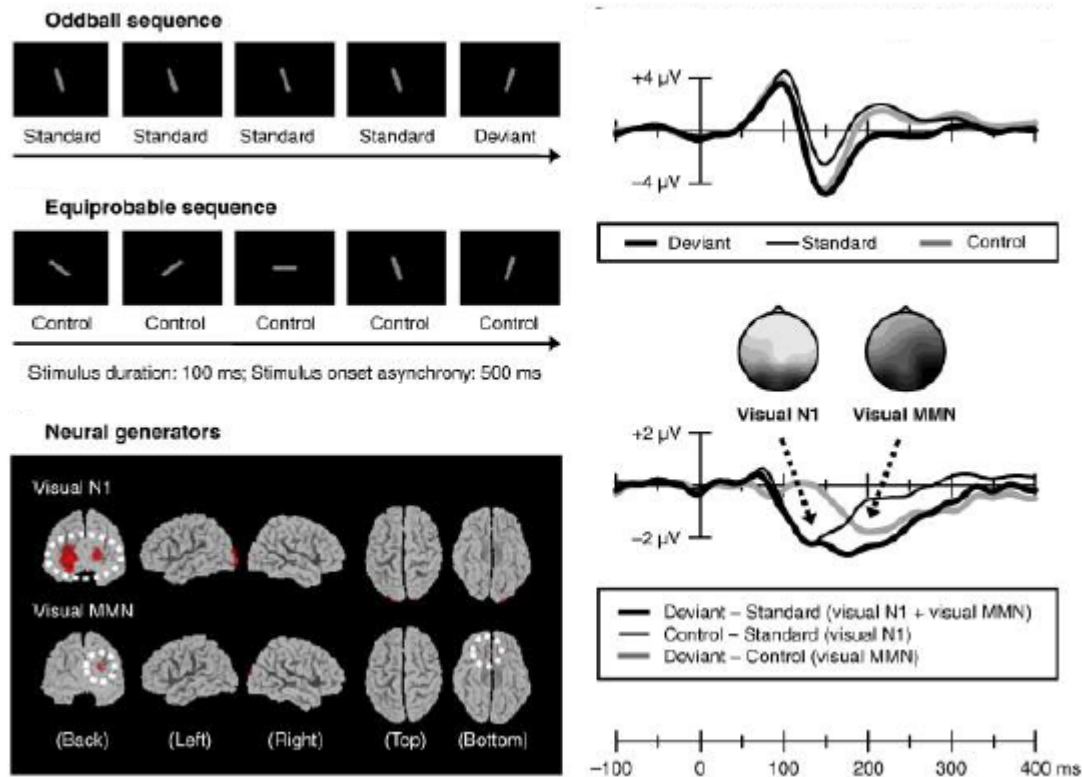 Oddball sequence
Standard Standard Standard Standard Deviant
Equiprobable sequence
Control Control Control Control Control
Stimulus duration: 100 ms; Stimulus onset asynchrony: 500 ms
Neural generators
Visual N1
Visual MMN
(Back) (Left) (Right) (Top) (Bottom)
+4 µV
−4 µV
Deviant Standard Control
Visual N1 Visual MMN
+2 µV
−2 µV
Deviant – Standard (visual N1 + visual MMN)
Control – Standard (visual N1)
Deviant – Control (visual MMN)
−100 0 100 200 300 400 ms